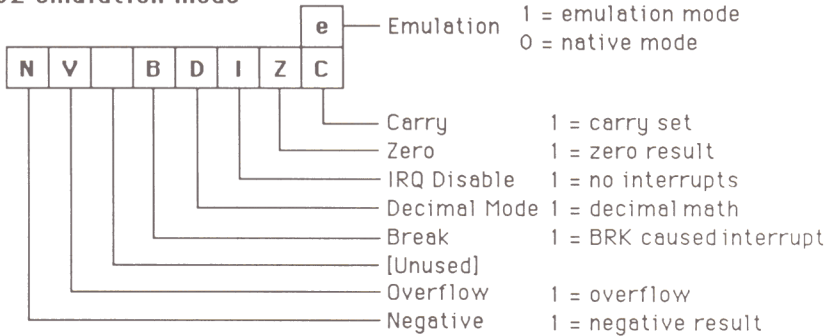 emulation mode
e Emulation 1 = emulation mode
0 = native mode
N V B D I Z C
Carry 1 = carry set
Zero 1 = zero result
IRQ Disable 1 = no interrupts
Decimal Mode 1 = decimal math
Break 1 = BRK caused interrupt
[Unused]
Overflow 1 = overflow
Negative 1 = negative result